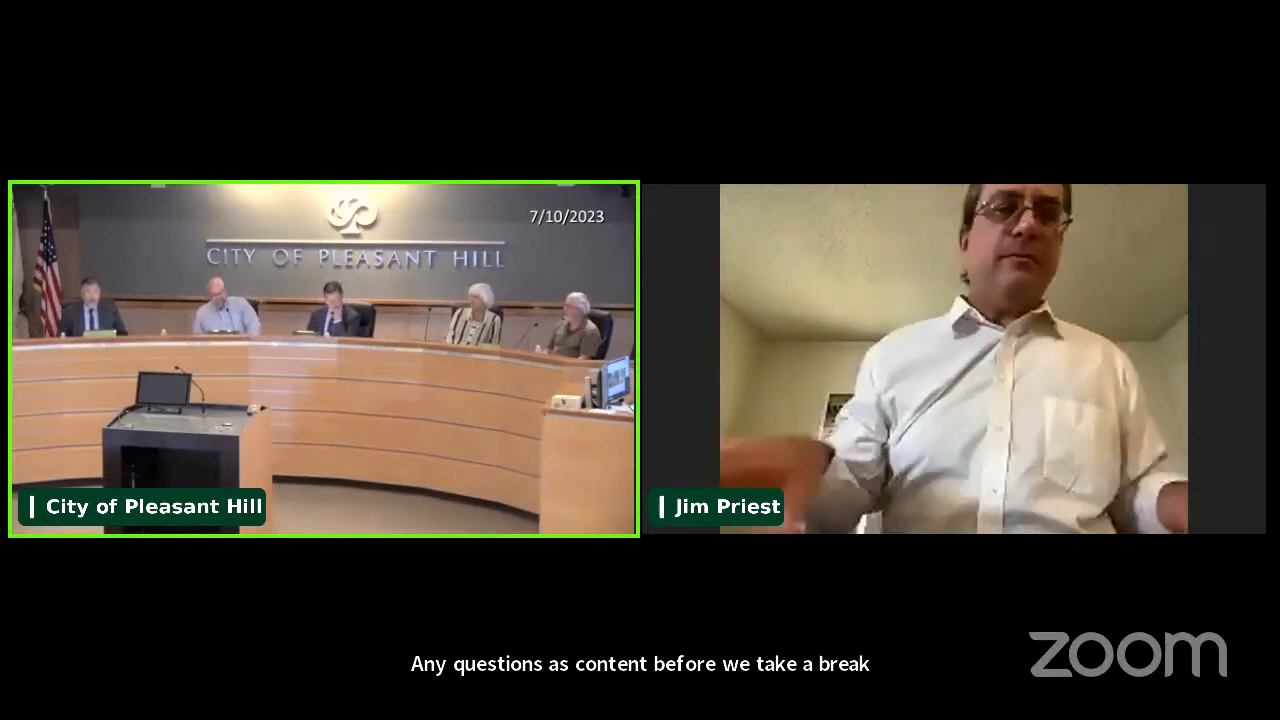 7/10/2023
CITY OF PLEASANT HILL
City of Pleasant Hill
Jim Priest
Any questions as content before we take a break
zoom